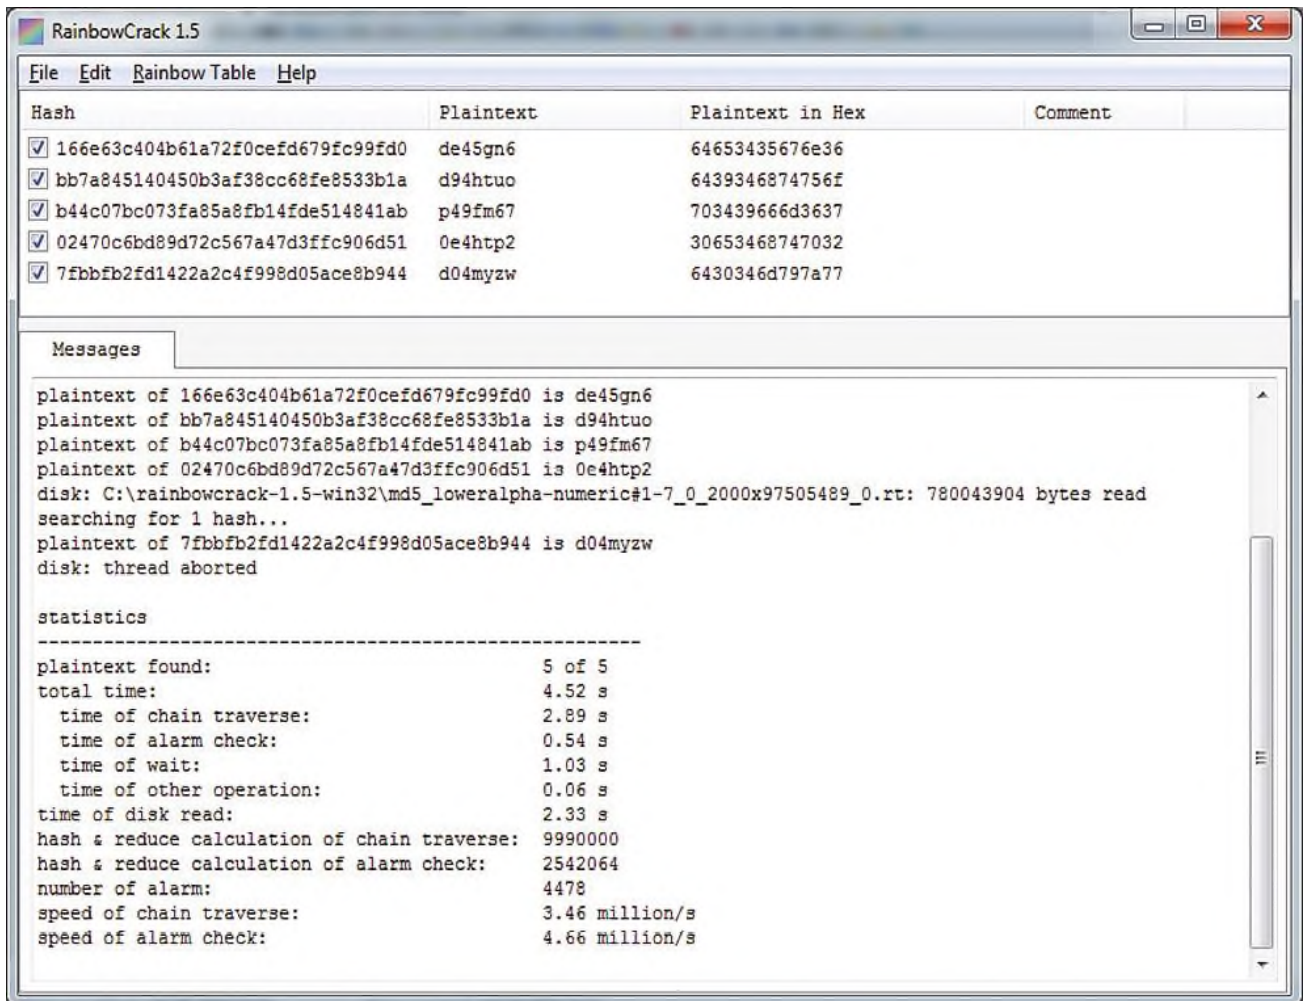 RainbowCrack 1.5
File Edit Rainbow Table Help
Hash Plaintext Plaintext in Hex Comment
166e63c404b61a72f0cefd679fc99fd0 de45gn6 64653435676e36
bb7a845140450b3af38cc68fe8533b1a d94htuo 6439346874756f
b44c07bc073fa85a8fb14fde514841ab p49fm67 703439666d3637
02470c6bd89d72c567a47d3ffc906d51 0e4htp2 30653468747032
7fbbfb2fd1422a2c4f998d05ace8b944 d04myzw 6430346d797a77
Messages
plaintext of 166e63c404b61a72f0cefd679fc99fd0 is de45gn6
plaintext of bb7a845140450b3af38cc68fe8533b1a is d94htuo
plaintext of b44c07bc073fa85a8fb14fde514841ab is p49fm67
plaintext of 02470c6bd89d72c567a47d3ffc906d51 is 0e4htp2
disk: C:\rainbowcrack-1.5-win32\md5_loweralpha-numeric#1-7_0_2000x97505489_0.rt: 780043904 bytes read
searching for 1 hash...
plaintext of 7fbbfb2fd1422a2c4f998d05ace8b944 is d04myzw
disk: thread aborted
statistics
-------------------------------------------------------
plaintext found: 5 of 5
total time: 4.52 s
time of chain traverse: 2.89 s
time of alarm check: 0.54 s
time of wait: 1.03 s
time of other operation: 0.06 s
time of disk read: 2.33 s
hash & reduce calculation of chain traverse: 9990000
hash & reduce calculation of alarm check: 2542064
number of alarm: 4478
speed of chain traverse: 3.46 million/s
speed of alarm check: 4.66 million/s